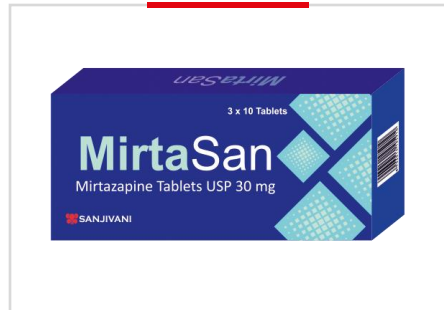 MirtaSan
3 x 10 Tablets
MirtaSan
Mirtazapine Tablets USP 30 mg
SANJIVANI